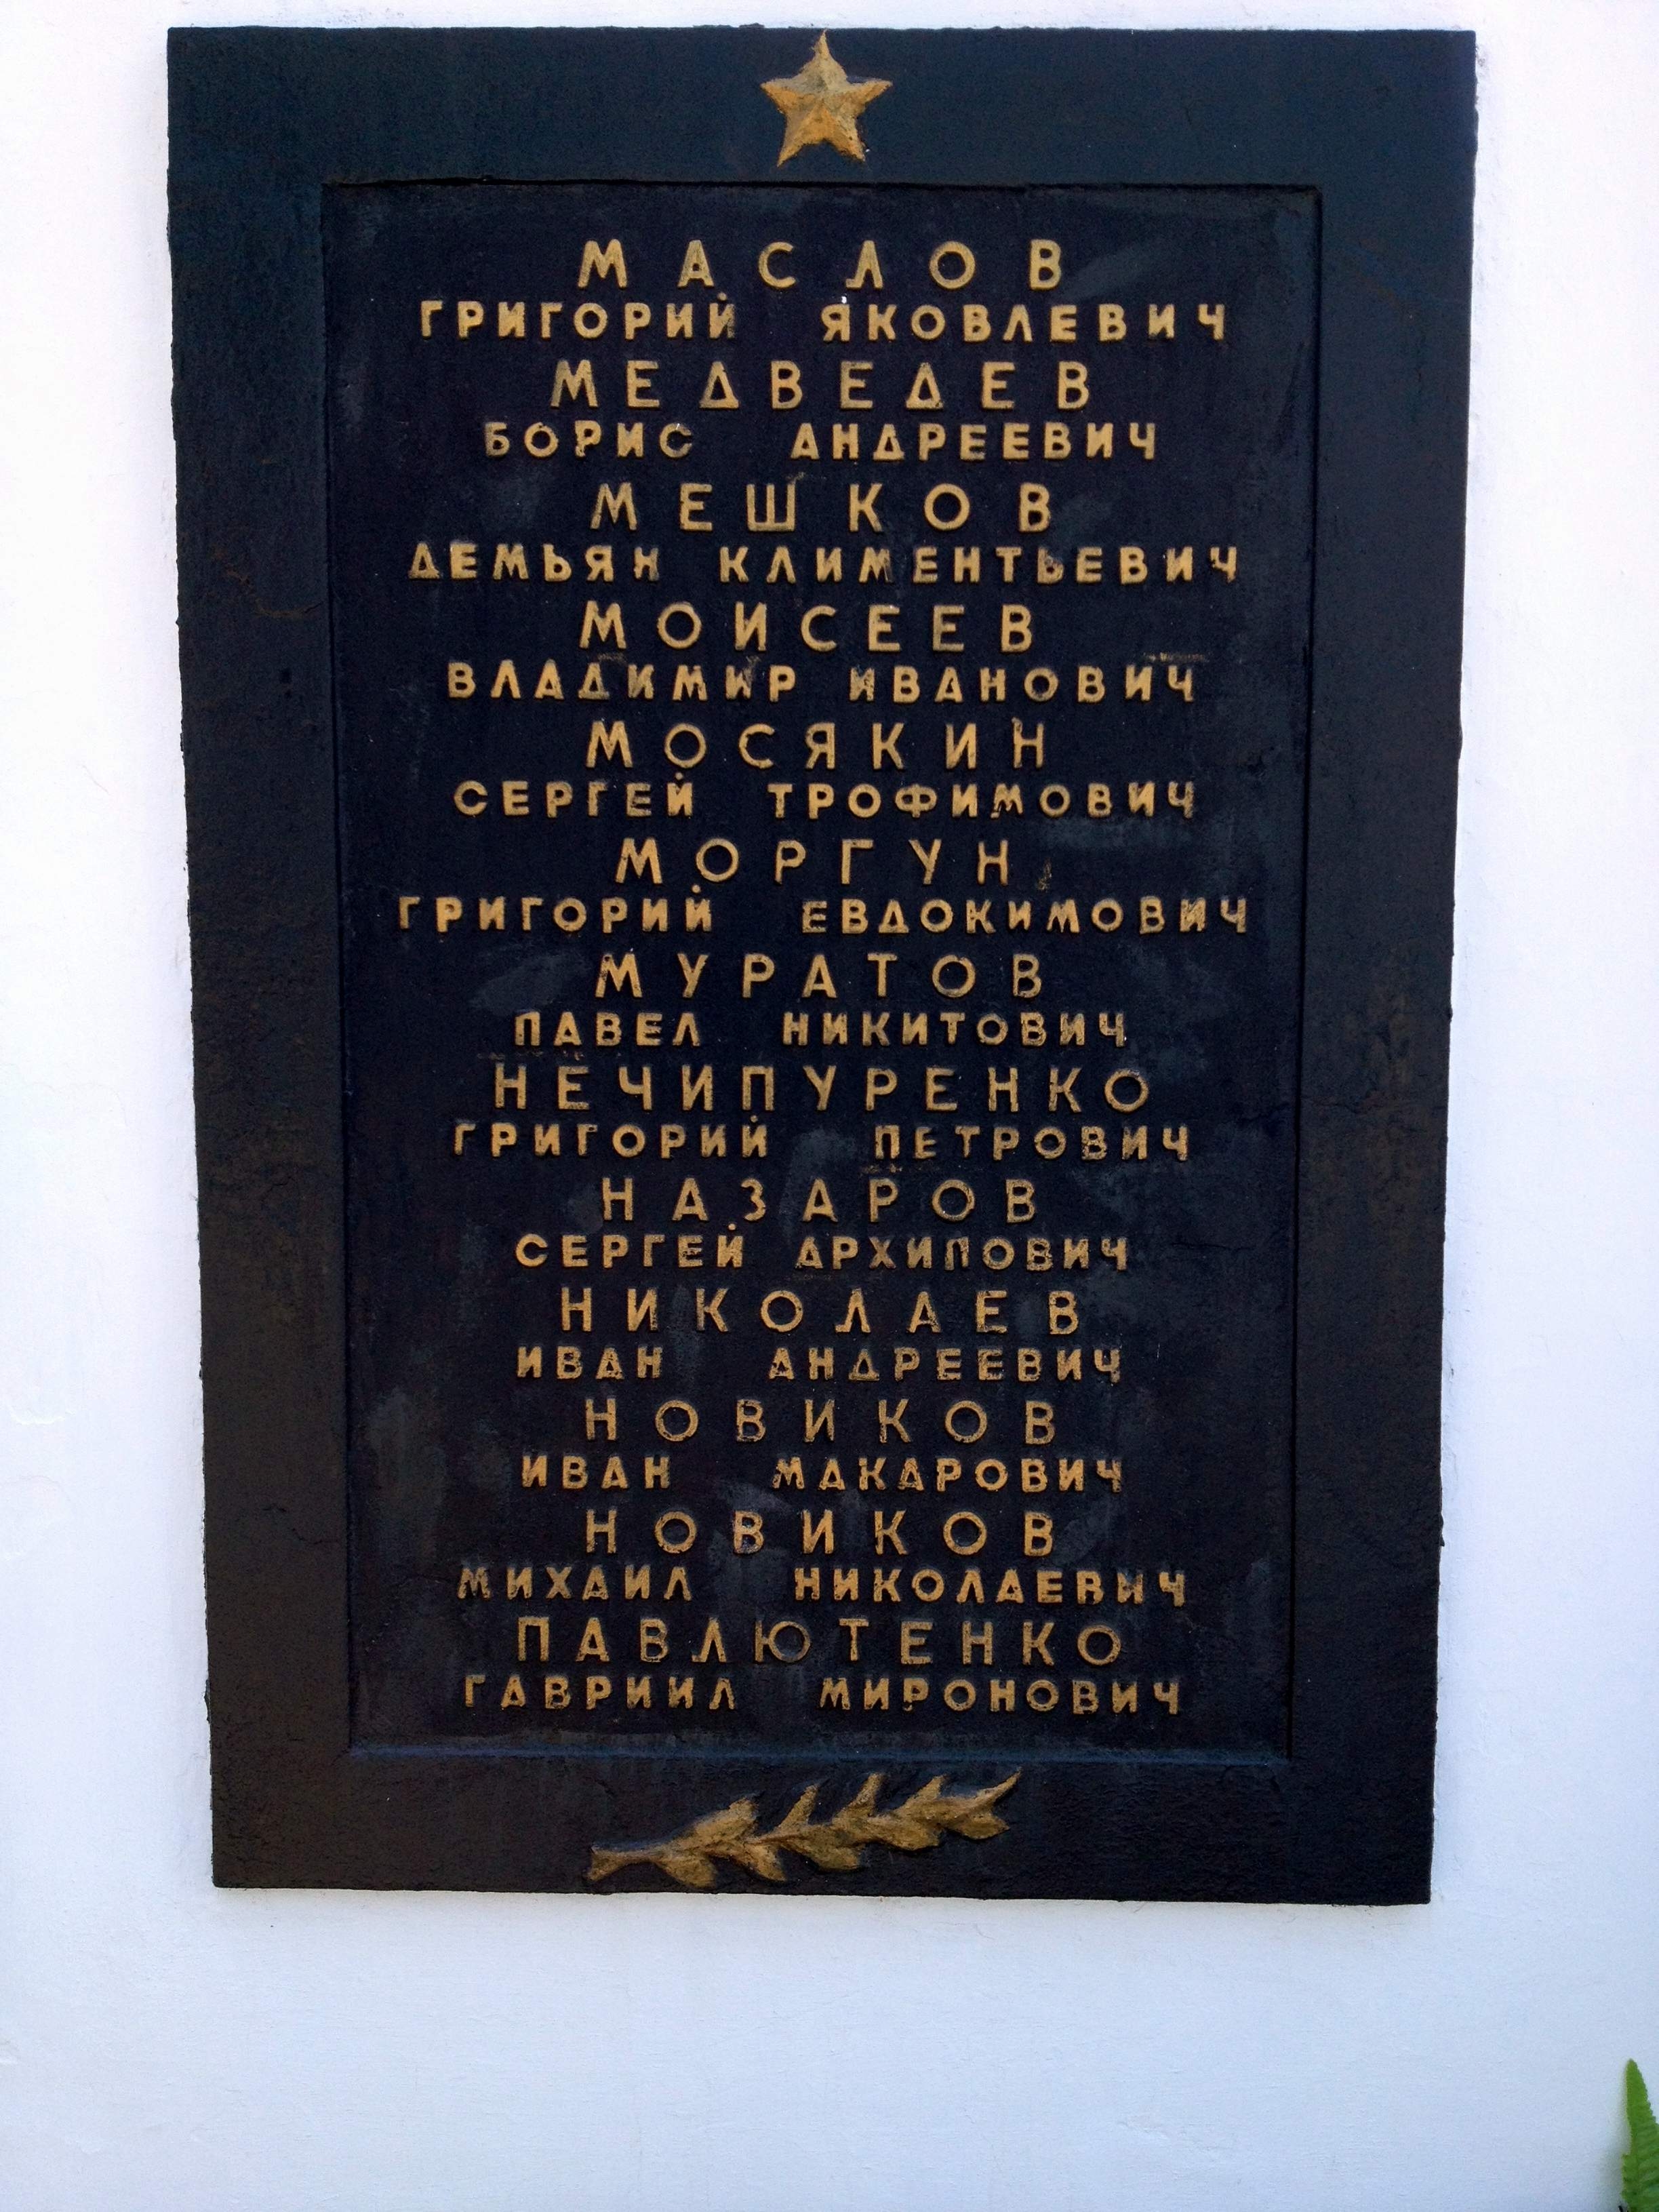 МАСЛОВ
ГРИГОРИЙ ЯКОВЛЕВИЧ
МЕДВЕДЕВ
БОРИС АНДРЕЕВИЧ
МЕШКОВ
ДЕМЬЯН КЛИМЕНТЬЕВИЧ
МОИСЕЕВ
ВЛАДИМИР ИВАНОВИЧ
МОСЯКИН
СЕРГЕЙ ТРОФИМОВИЧ
МОРГУН
ГРИГОРИЙ ЕВДОКИМОВИЧ
МУРАТОВ
ПАВЕЛ НИКИТОВИЧ
НЕЧИПУРЕНКО
ГРИГОРИЙ ПЕТРОВИЧ
НАЗАРОВ
СЕРГЕЙ АРХИПОВИЧ
НИКОЛАЕВ
ИВАН АНДРЕЕВИЧ
НОВИКОВ
ИВАН МАКАРОВИЧ
НОВИКОВ
МИХАИЛ НИКОЛАЕВИЧ
ПАВЛЮТЕНКО
ГАВРИИЛ МИРОНОВИЧ